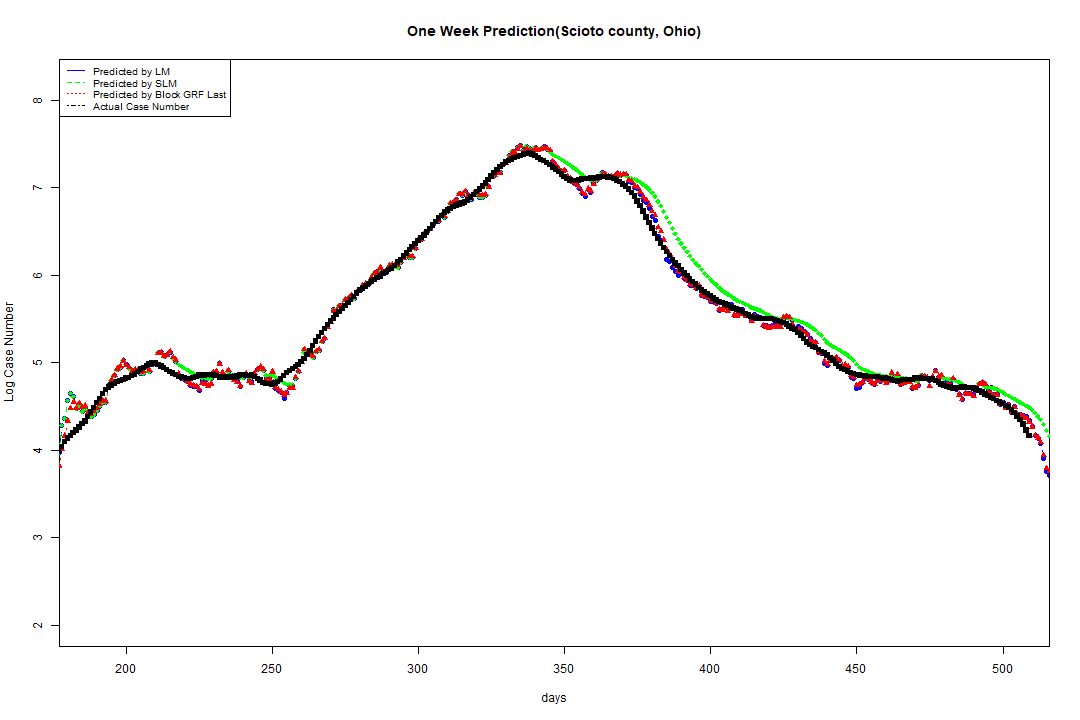 One Week Prediction(Scioto county, Ohio)
Predicted by LM
Predicted by SLM
Predicted by Block GRF Last
Actual Case Number
8
7
6
5
4
3
2
Log Case Number
200 250 300 350 400 450 500
days